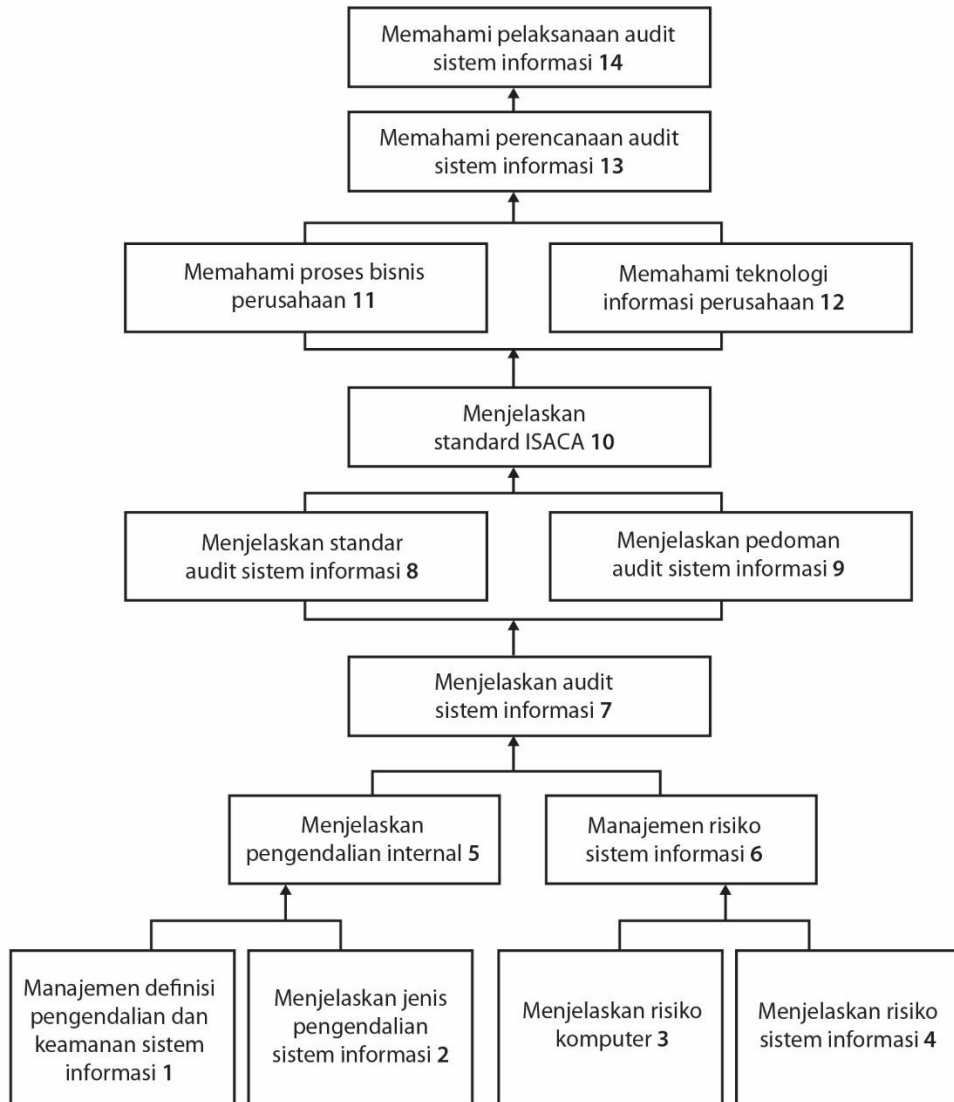 Memahami pelaksanaan audit
sistem informasi 14
Memahami perencanaan audit
sistem informasi 13
Memahami proses bisnis
perusahaan 11
Memahami teknologi
informasi perusahaan 12
Menjelaskan
standard ISACA 10
Menjelaskan standar
audit sistem informasi 8
Menjelaskan pedoman
audit sistem informasi 9
Menjelaskan audit
sistem informasi 7
Menjelaskan
pengendalian internal 5
Manajemen risiko
sistem informasi 6
Manajemen definisi
pengendalian dan
keamanan sistem
informasi 1
Menjelaskan jenis
pengendalian
sistem informasi 2
Menjelaskan risiko
komputer 3
Menjelaskan risiko
sistem informasi 4